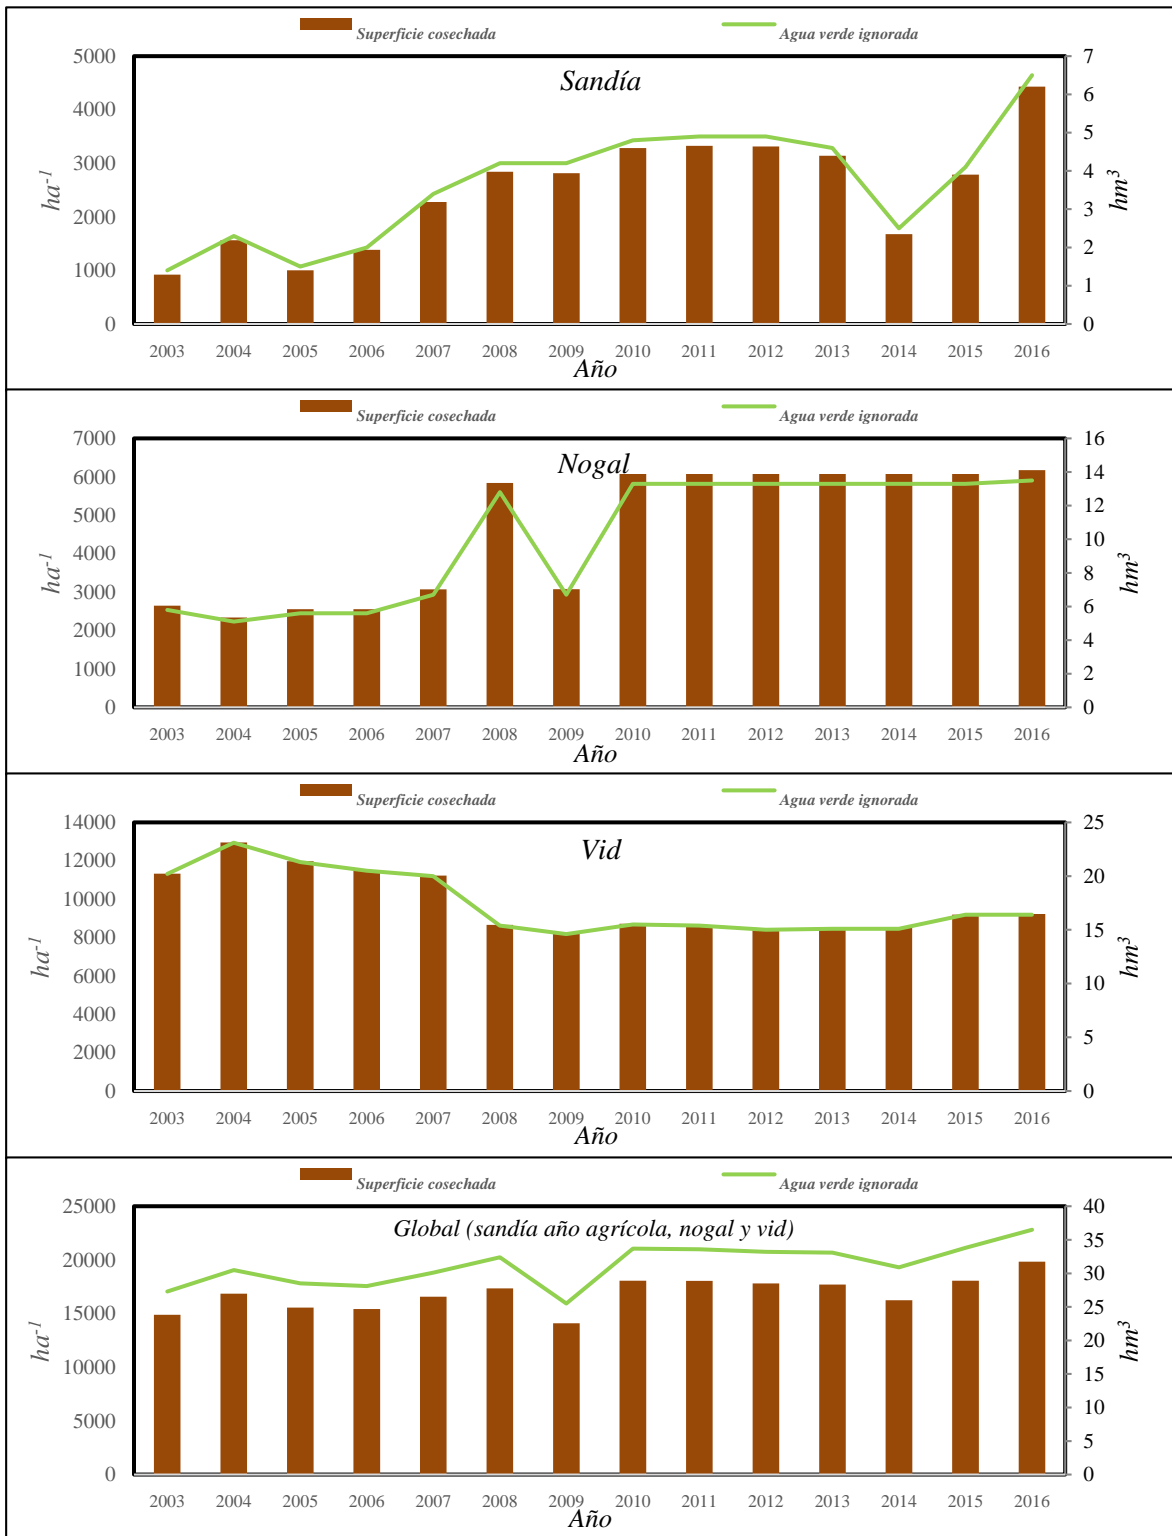 Superficie cosechada Agua verde ignorada
Sandía
5000 7
4000 6
3000 5
2000 4
1000 3
0 2
1
0
ha-1
hm3
2003 2004 2005 2006 2007 2008 2009 2010 2011 2012 2013 2014 2015 2016
Año
Superficie cosechada Agua verde ignorada
Nogal
7000 16
6000 14
5000 12
4000 10
3000 8
2000 6
1000 4
0 2
0
ha-1
hm3
2003 2004 2005 2006 2007 2008 2009 2010 2011 2012 2013 2014 2015 2016
Año
Superficie cosechada Agua verde ignorada
Vid
14000 25
12000 20
10000 15
8000 10
6000 5
4000 0
2000
0
ha-1
hm3
2003 2004 2005 2006 2007 2008 2009 2010 2011 2012 2013 2014 2015 2016
Año
Superficie cosechada Agua verde ignorada
Global (sandía año agrícola, nogal y vid)
25000 40
20000 35
15000 30
10000 25
5000 20
0 15
10
5
0
ha-1
hm3
2003 2004 2005 2006 2007 2008 2009 2010 2011 2012 2013 2014 2015 2016
Año